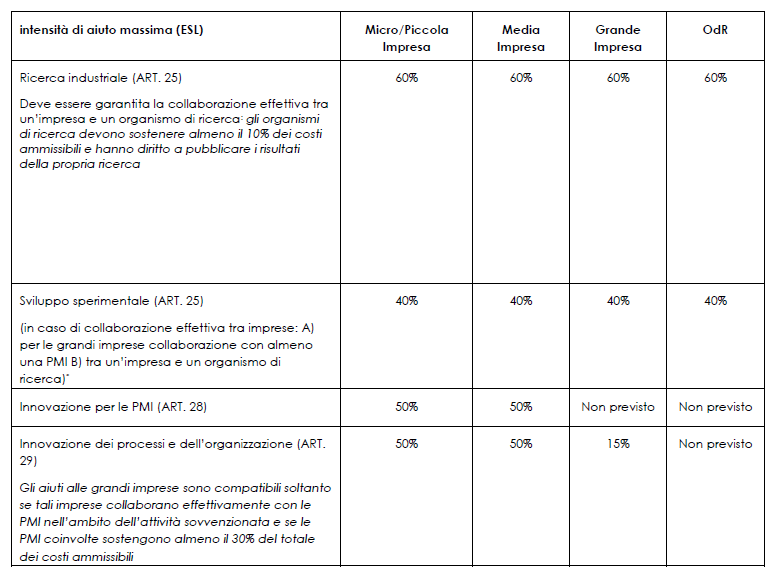 intensità di aiuto massima (ESL)
Micro/Piccola
Impresa
Media
Impresa
Grande
Impresa
OdR
Ricerca industriale (ART. 25)
60%
60%
60%
60%
Deve essere garantita la collaborazione effettiva tra
un'impresa e un organismo di ricerca: gli organismi
di ricerca devono sostenere almeno il 10% dei costi
ammissibili e hanno diritto a pubblicare i risultati
della propria ricerca
Sviluppo sperimentale (ART. 25)
40%
40%
40%
40%
(in caso di collaborazione effettiva tra imprese: A)
per le grandi imprese collaborazione con almeno
una PMI B) tra un'impresa e un organismo di
ricerca)*
Innovazione per le PMI (ART. 28)
50%
50%
Non previsto
Non previsto
Innovazione dei processi e dell'organizzazione (ART.
29)
50%
50%
15%
Non previsto
Gli aiuti alle grandi imprese sono compatibili soltanto
se tali imprese collaborano effettivamente con le
PMI nell'ambito dell'attività sovvenzionata e se le
PMI coinvolte sostengono almeno il 30% del totale
dei costi ammissibili